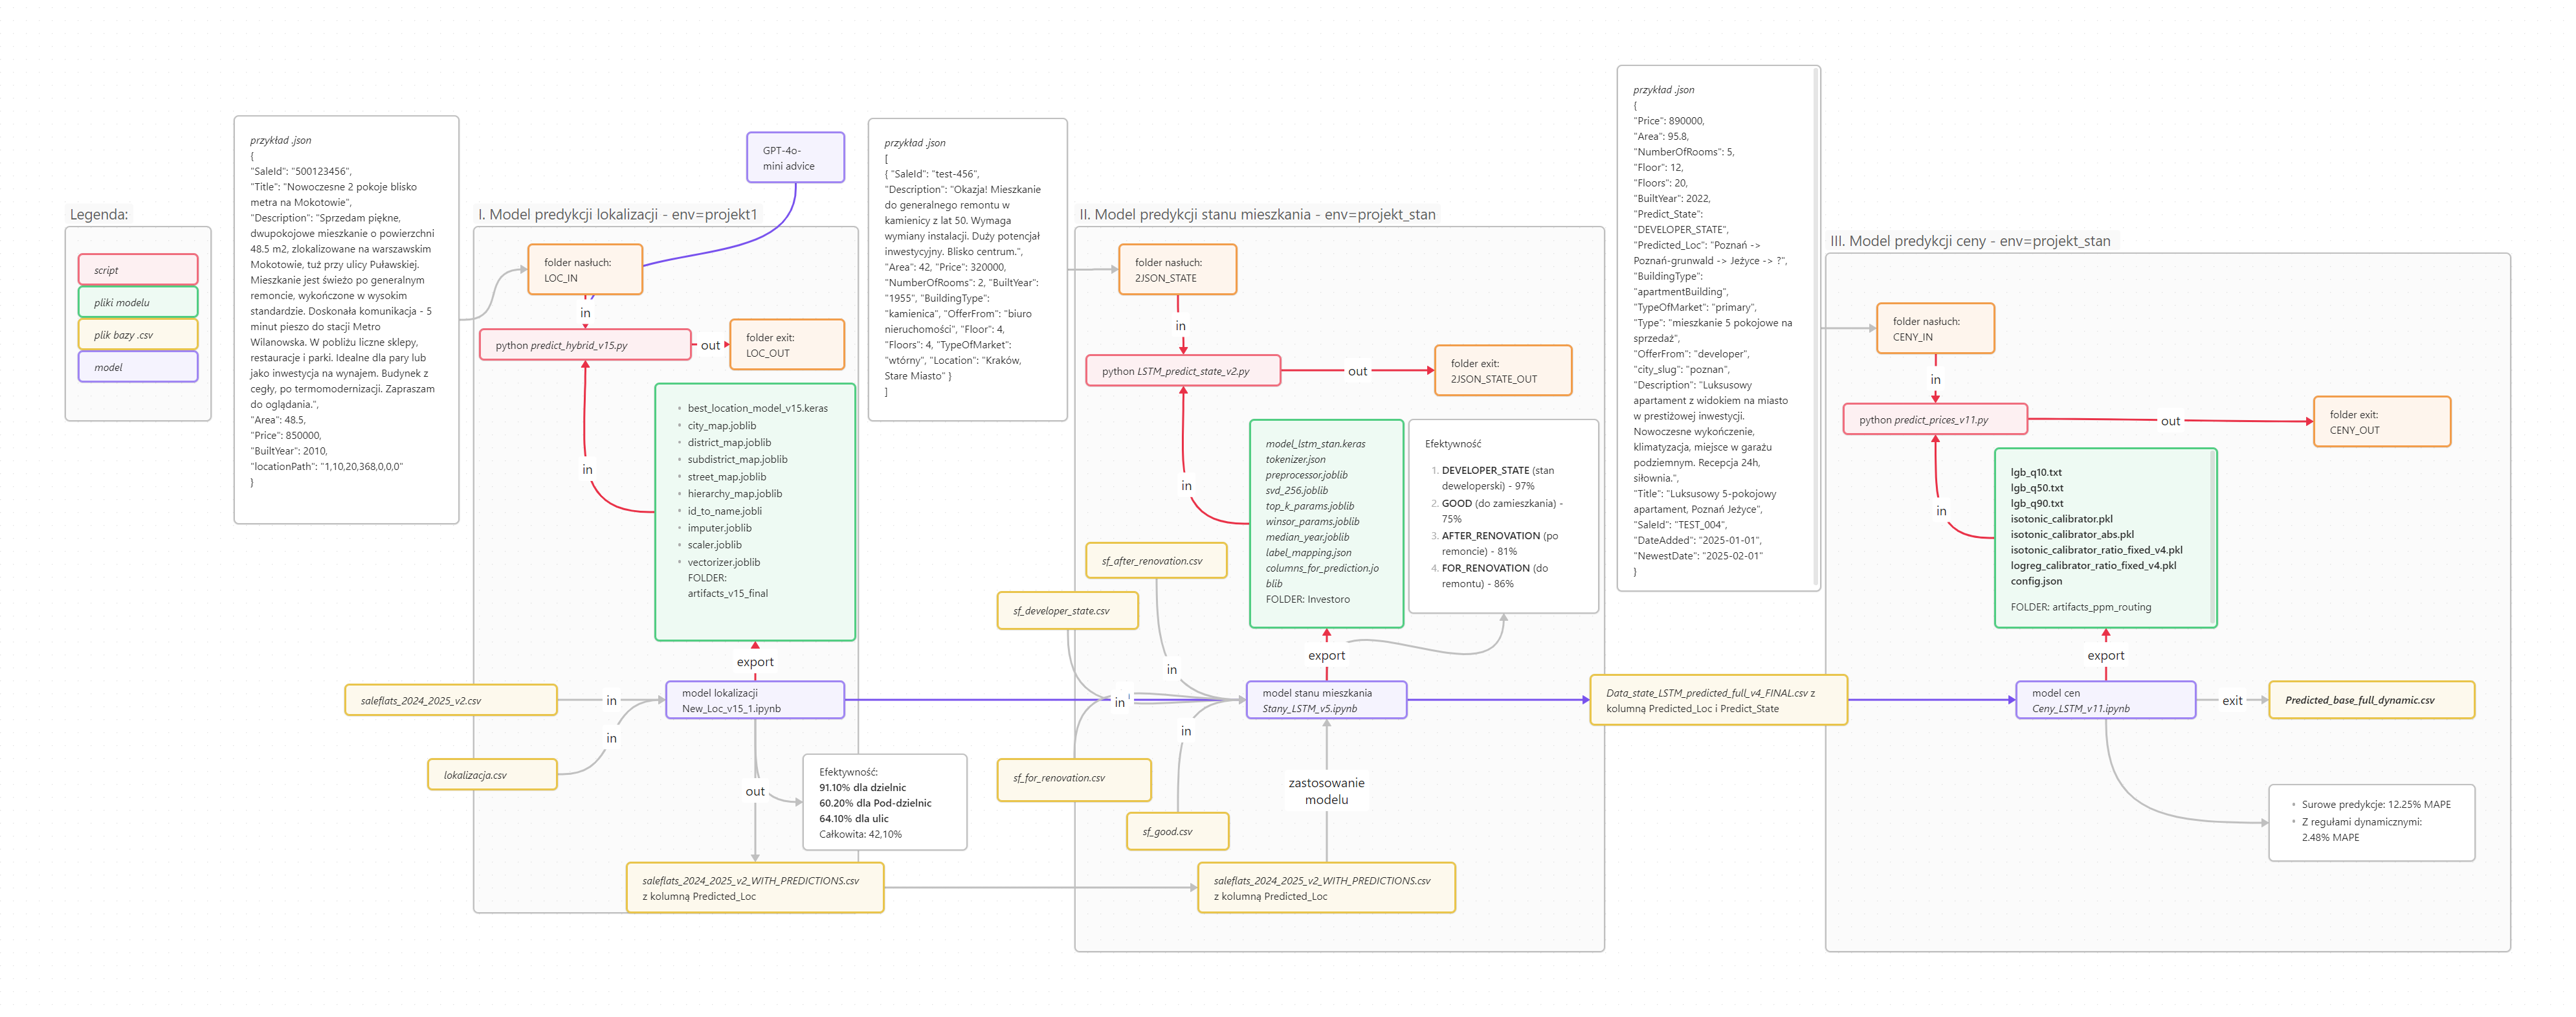 Legenda:
script
pliki modelu
plik bazy .csv
model
przykład .json
{
"SaleId": "500123456",
"Title": "Nowoczesne 2 pokoje blisko
metra na Mokotowie",
"Description": "Sprzedam piękne,
dwupokojowe mieszkanie o powierzchni
48.5 m2, zlokalizowane na warszawskim
Mokotowie, tuż przy ulicy Puławskiej.
Mieszkanie jest świeżo po generalnym
remoncie, wykończone w wysokim
standardzie. Doskonała komunikacja - 5
minut pieszo do stacji Metro
Wilanowska. W pobliżu liczne sklepy,
restauracje i parki. Idealne dla pary lub
jako inwestycja na wynajem. Budynek z
cegły, po termomodernizacji. Zapraszam
do oglądania.",
"Area": 48.5,
"Price": 850000,
"BuiltYear": 2010,
"locationPath": "1,10,20,368,0,0,0"
}
GPT-4o-
mini advice
I. Model predykcji lokalizacji - env=projekt1
folder nasłuch:
LOC_IN
in
python predict_hybrid_v15.py
out
folder exit:
LOC_OUT
in
best_location_model_v15.keras
city_map.joblib
district_map.joblib
subdistrict_map.joblib
street_map.joblib
hierarchy_map.joblib
id_to_name.jobli
imputer.joblib
scaler.joblib
vectorizer.joblib
FOLDER:
artifacts_v15_final
export
saleflats_2024_2025_v2.csv
in
lokalizacja.csv
in
model lokalizacji
New_Loc_v15_1.ipynb
out
Efektywność:
91.10% dla dzielnic
60.20% dla Pod-dzielnic
64.10% dla ulic
Całkowita: 42,10%
saleflats_2024_2025_v2_WITH_PREDICTIONS.csv
z kolumną Predicted_Loc
przykład .json
[
{ "SaleId": "test-456",
"Description": "Okazja! Mieszkanie
do generalnego remontu w
kamienicy z lat 50. Wymaga
wymiany instalacji. Duży potencjał
inwestycyjny. Blisko centrum.",
"Area": 42, "Price": 320000,
"NumberOfRooms": 2, "BuiltYear":
"1955", "BuildingType":
"kamienica", "OfferFrom": "biuro
nieruchomości", "Floor": 4,
"Floors": 4, "TypeOfMarket":
"wtórny", "Location": "Kraków,
Stare Miasto" }
]
II. Model predykcji stanu mieszkania - env=projekt_stan
folder nasłuch:
2JSON_STATE
in
python LSTM_predict_state_v2.py
out
folder exit:
2JSON_STATE_OUT
in
model_lstm_stan.keras
tokenizer.json
preprocessor.joblib
svd_256.joblib
top_k_params.joblib
winsor_params.joblib
median_year.joblib
label_mapping.json
columns_for_prediction.jo
blib
FOLDER: Investoro
Efektywność
1. DEVELOPER_STATE (stan
deweloperski) - 97%
2. GOOD (do zamieszkania) -
75%
3. AFTER_RENOVATION (po
remoncie) - 81%
4. FOR_RENOVATION (do
remontu) - 86%
export
sf_after_renovation.csv
sf_developer_state.csv
in
in
in
sf_for_renovation.csv
sf_good.csv
model stanu mieszkania
Stany_LSTM_v5.ipynb
zastosowanie
modelu
saleflats_2024_2025_v2_WITH_PREDICTIONS.csv
z kolumną Predicted_Loc
Data_state_LSTM_predicted_full_v4_FINAL.csv z
kolumną Predicted_Loc i Predict_State
przykład .json
{
"Price": 890000,
"Area": 95.8,
"NumberOfRooms": 5,
"Floor": 12,
"Floors": 20,
"BuiltYear": 2022,
"Predict_State":
"DEVELOPER_STATE",
"Predicted_Loc": "Poznań ->
Poznań-grunwald -> Jeżyce -> ?",
"BuildingType":
"apartmentBuilding",
"TypeOfMarket": "primary",
"Type": "mieszkanie 5 pokojowe na
sprzedaż",
"OfferFrom": "developer",
"city_slug": "poznan",
"Description": "Luksusowy
apartament z widokiem na miasto
w prestiżowej inwestycji.
Nowoczesne wykończenie,
klimatyzacja, miejsce w garażu
podziemnym. Recepcja 24h,
siłownia.",
"Title": "Luksusowy 5-pokojowy
apartament, Poznań Jeżyce",
"SaleId": "TEST_004",
"DateAdded": "2025-01-01",
"NewestDate": "2025-02-01"
}
III. Model predykcji ceny - env=projekt_stan
folder nasłuch:
CENY_IN
in
python predict_prices_v11.py
out
folder exit:
CENY_OUT
in
lgb_q10.txt
lgb_q50.txt
lgb_q90.txt
isotonic_calibrator.pkl
isotonic_calibrator_abs.pkl
isotonic_calibrator_ratio_fixed_v4.pkl
logreg_calibrator_ratio_fixed_v4.pkl
config.json
FOLDER: artifacts_ppm_routing
export
model cen
Ceny_LSTM_v11.ipynb
exit
Predicted_base_full_dynamic.csv
Surowe predykcje: 12.25% MAPE
Z regułami dynamicznymi:
2.48% MAPE